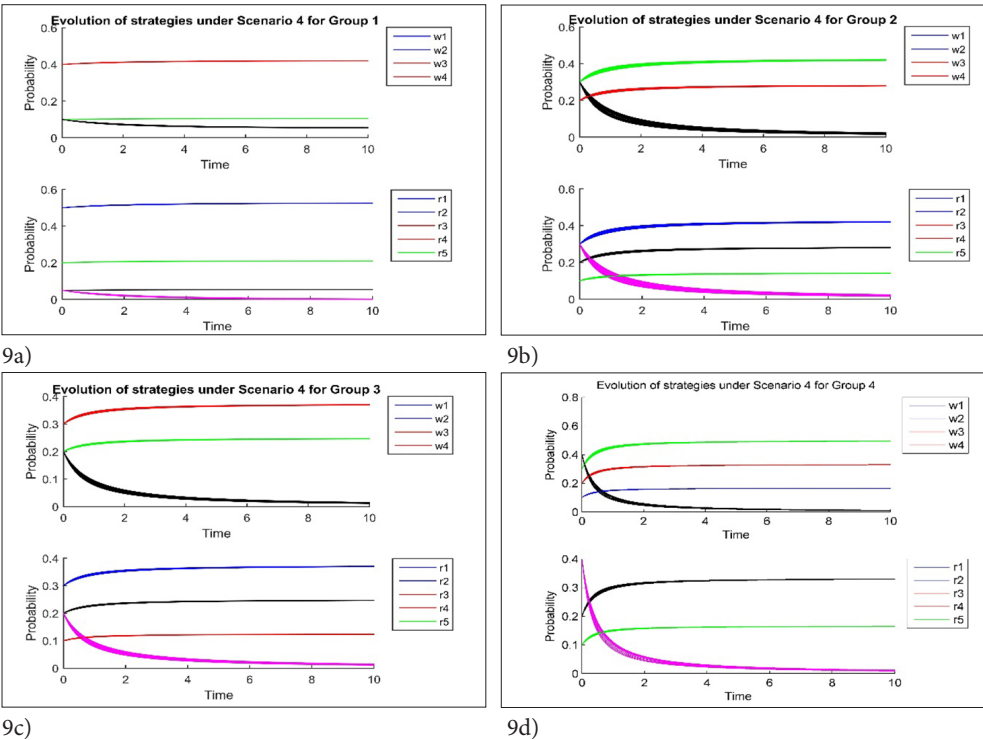 Evolution of strategies under Scenario 4 for Group 1
0.6
0.4
0.2
0
Probability
0 2 4 6 8 10
Time
w1
w2
w3
w4
0.6
0.4
0.2
0
Probability
0 2 4 6 8 10
Time
r1
r2
r3
r4
r5
9a)
Evolution of strategies under Scenario 4 for Group 2
0.6
0.4
0.2
0
Probability
0 2 4 6 8 10
Time
w1
w2
w3
w4
0.6
0.4
0.2
0
Probability
0 2 4 6 8 10
Time
r1
r2
r3
r4
r5
9b)
Evolution of strategies under Scenario 4 for Group 3
0.4
0.3
0.2
0.1
0
Probability
0 2 4 6 8 10
Time
w1
w2
w3
w4
0.4
0.3
0.2
0.1
0
Probability
0 2 4 6 8 10
Time
r1
r2
r3
r4
r5
9c)
Evolution of strategies under Scenario 4 for Group 4
0.8
0.6
0.4
0.2
0
Probability
0 2 4 6 8 10
Time
w1
w2
w3
w4
0.4
0.3
0.2
0.1
0
Probability
0 2 4 6 8 10
Time
r1
r2
r3
r4
r5
9d)